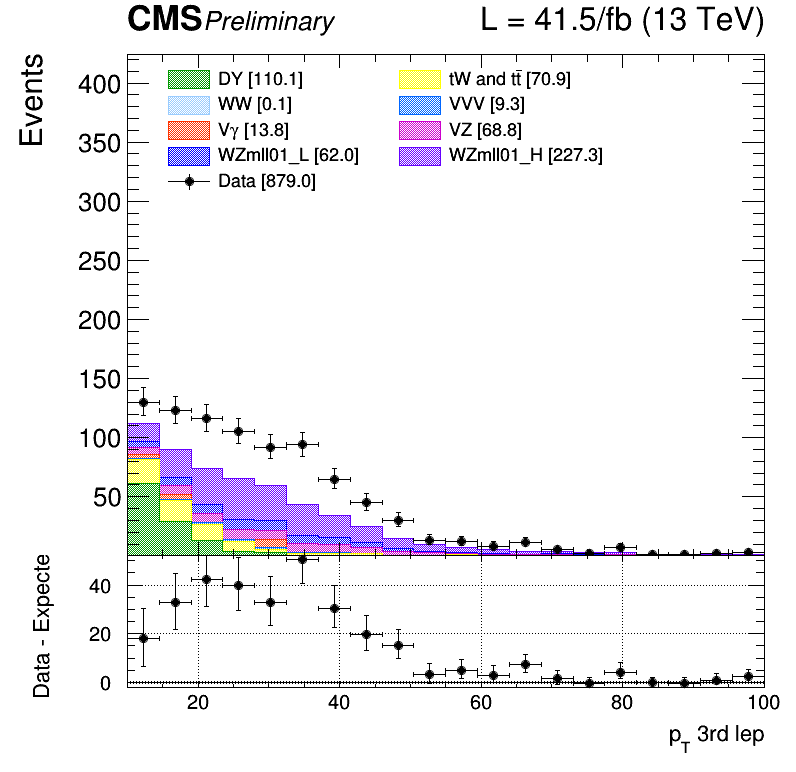 CMS Preliminary L = 41.5/fb (13 TeV)
Events
400
350
300
250
200
150
100
50
DY [110.1]
tW and tt̄ [70.9]
WW [0.1]
VVV [9.3]
Vγ [13.8]
VZ [68.8]
WZmll01_L [62.0]
WZmll01_H [227.3]
Data [879.0]
Data - Expecte
40
20
0
20 40 60 80 100
p_T 3rd lep